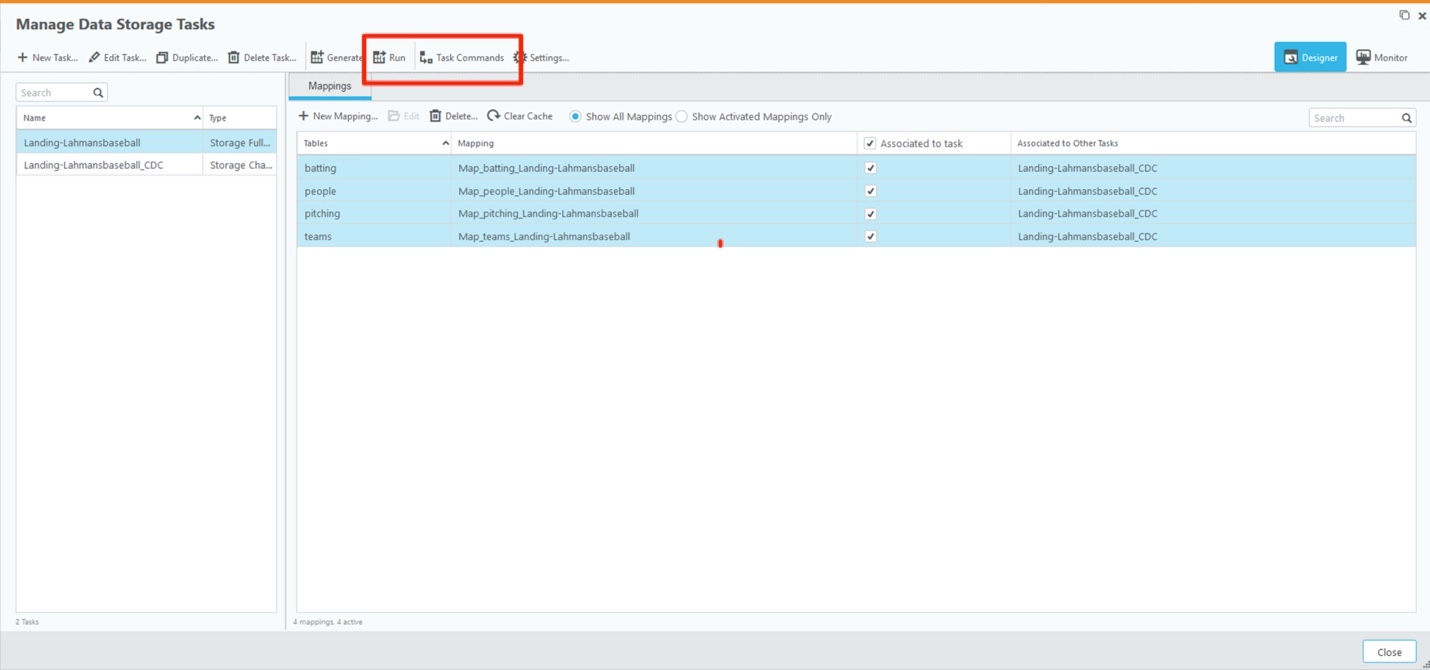 Manage Data Storage Tasks
New Task... Edit Task... Duplicate... Delete Task... Generate Run Task Commands Settings... Designer Monitor
Search Mappings
New Mapping... Edit Delete... Clear Cache Show All Mappings Show Activated Mappings Only Search
Name Type
Landing-Lahmansbaseball Storage Full...
Landing-Lahmansbaseball_CDC Storage Cha...
Tables Mapping Associated to task Associated to Other Tasks
batting Map_batting_Landing-Lahmansbaseball Landing-Lahmansbaseball_CDC
people Map_people_Landing-Lahmansbaseball Landing-Lahmansbaseball_CDC
pitching Map_pitching_Landing-Lahmansbaseball Landing-Lahmansbaseball_CDC
teams Map_teams_Landing-Lahmansbaseball Landing-Lahmansbaseball_CDC
2 Tasks 4 mappings, 4 active
Close